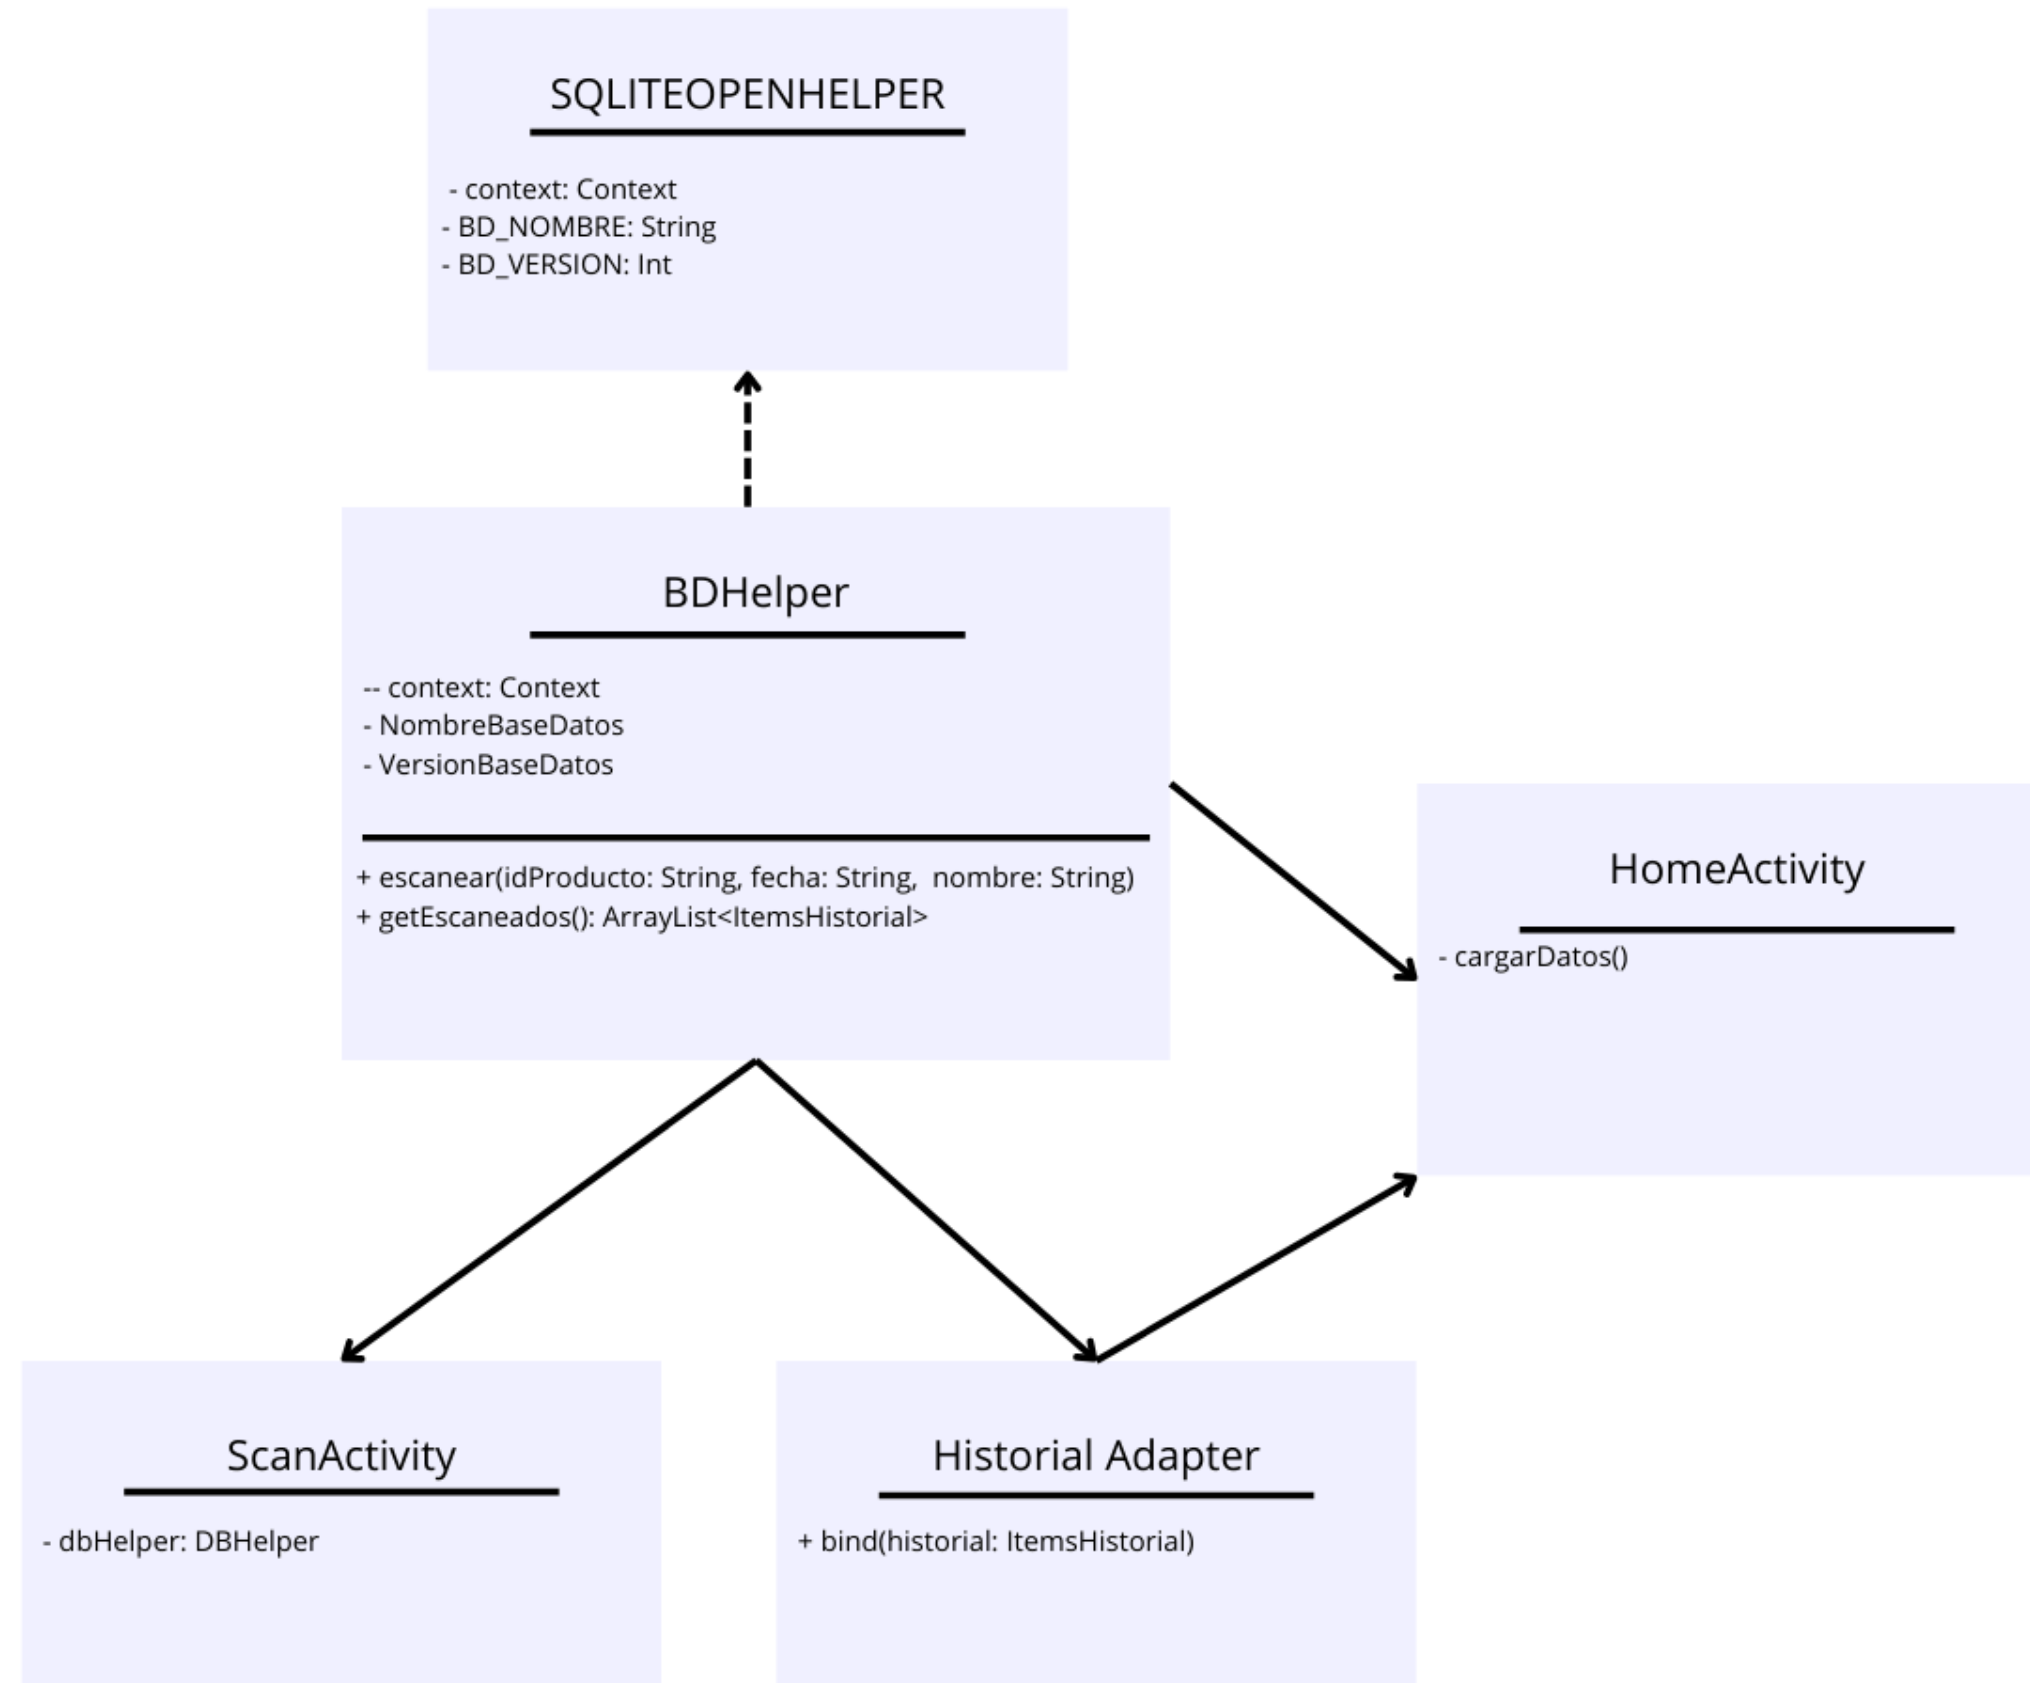 SQLITEOPENHELPER
- context: Context
- BD_NOMBRE: String
- BD_VERSION: Int
BDHelper
-- context: Context
- NombreBaseDatos
- VersionBaseDatos
+ escanear(idProducto: String, fecha: String,  nombre: String)
+ getEscaneados(): ArrayList<ItemsHistorial>
HomeActivity
- cargarDatos()
ScanActivity
- dbHelper: DBHelper
Historial Adapter
+ bind(historial: ItemsHistorial)